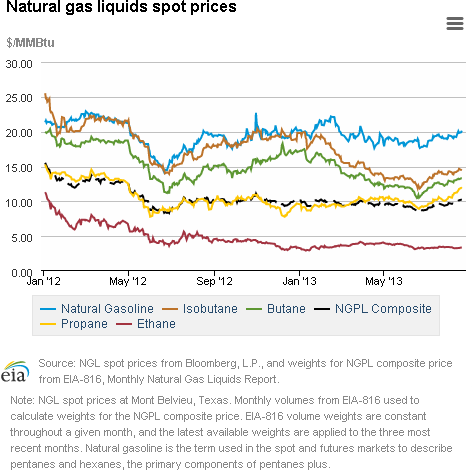 Natural gas liquids spot prices
$/MMBtu
30.00
25.00
20.00
15.00
10.00
5.00
0.00
Jan '12 May '12 Sep '12 Jan '13 May '13
Natural Gasoline Isobutane Butane NGPL Composite
Propane Ethane
eia
Source: NGL spot prices from Bloomberg, L.P., and weights for NGPL composite price
from EIA-816, Monthly Natural Gas Liquids Report.
Note: NGL spot prices at Mont Belvieu, Texas. Monthly volumes from EIA-816 used to
calculate weights for the NGPL composite price. EIA-816 volume weights are constant
throughout a given month, and the latest available weights are applied to the three most
recent months. Natural gasoline is the term used in the spot and futures markets to describe
pentanes and hexanes, the primary components of pentanes plus.